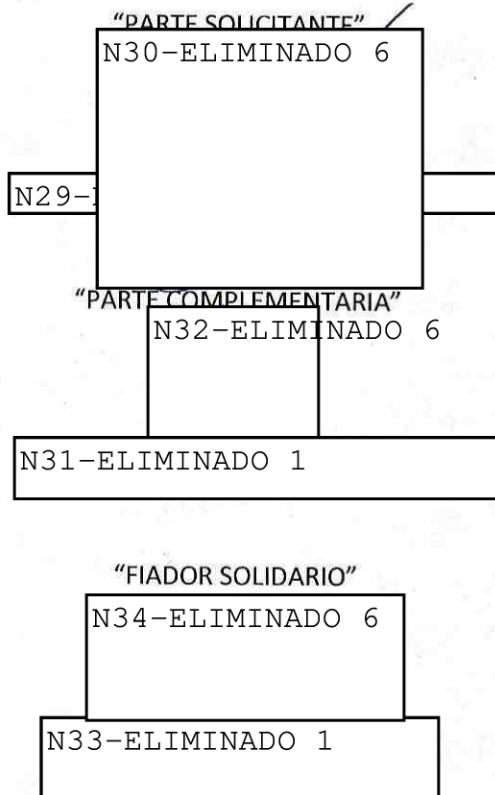 “PARTE SOLICITANTE”
N30-ELIMINADO 6
N29-
“PARTE COMPLEMENTARIA”
N32-ELIMINADO 6
N31-ELIMINADO 1
“FIADOR SOLIDARIO”
N34-ELIMINADO 6
N33-ELIMINADO 1